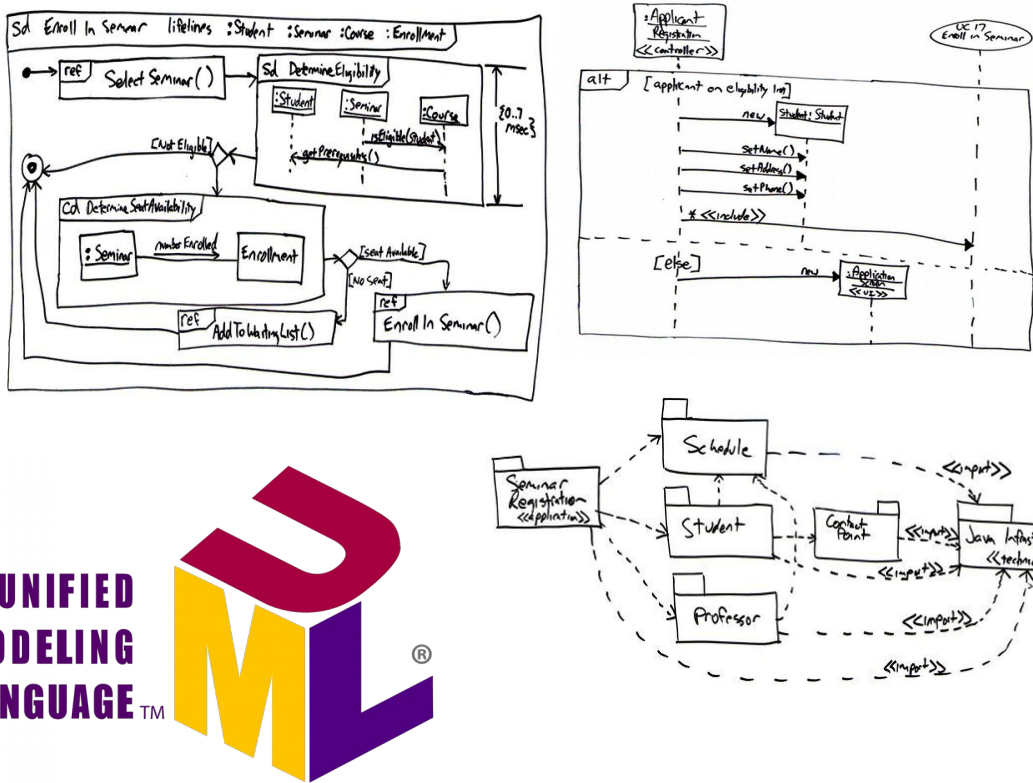 Sd Enroll In Seminar lifelines :Student :Seminar :Course :Enrollment
ref
Select Seminar()
Sd Determine Eligibility
:Student
:Seminar
:Course
isEligible(Student)
getPrerequisites()
{0..7
msec}
[Not Eligible]
Cd Determine Seat Availability
:Seminar
number Enrolled
Enrollment
[seat Available]
[No seat]
ref
Add To Waiting List()
ref
Enroll In Seminar()
:Applicant
Registration
<<controller>>
UC 17
Enroll in Seminar
alt
[applicant on eligibility list]
new
Student: Student
setName()
setAddress()
setPhone()
* <<include>>
[else]
new
:Application
Screen
<<UI>>
Seminar
Registration
<<application>>
Schedule
Student
Professor
Contact
Point
Java Infras
<<techni
<<import>>
<<import>>
<<import>>
<<import>>
<<import>>
UNIFIED
ODELING
NGUAGE TM
UML ®